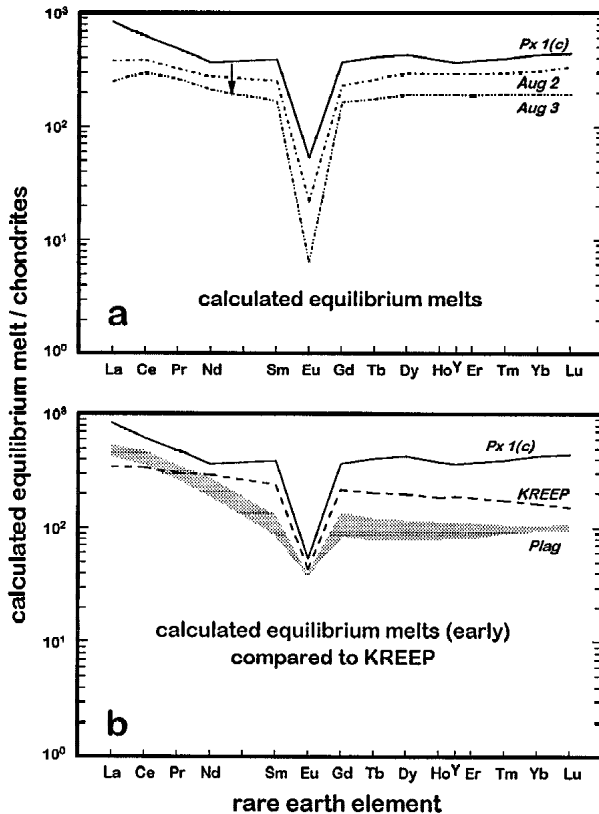 calculated equilibrium melt / chondrites
10³
10²
10¹
10⁰
Px 1(c)
Aug 2
Aug 3
a
calculated equilibrium melts
La Ce Pr Nd Sm Eu Gd Tb Dy Ho Y Er Tm Yb Lu
10³
10²
10¹
10⁰
Px 1(c)
KREEP
Plag
calculated equilibrium melts (early)
compared to KREEP
b
La Ce Pr Nd Sm Eu Gd Tb Dy Ho Y Er Tm Yb Lu
rare earth element